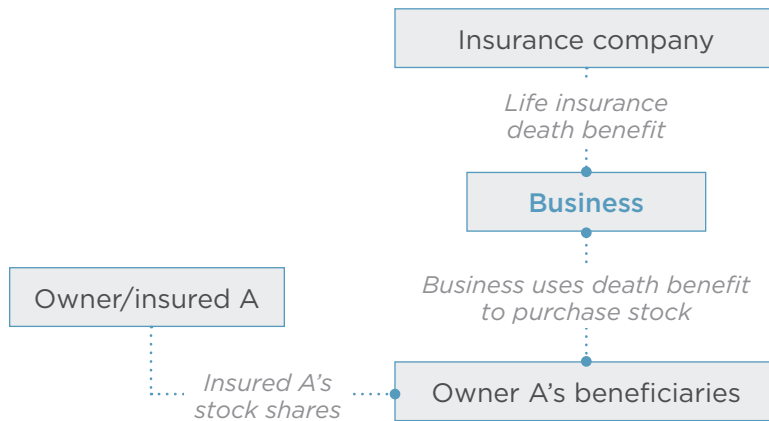 Insurance company
Life insurance
death benefit
Business
Business uses death benefit
to purchase stock
Owner/insured A
Insured A’s
stock shares
Owner A’s beneficiaries